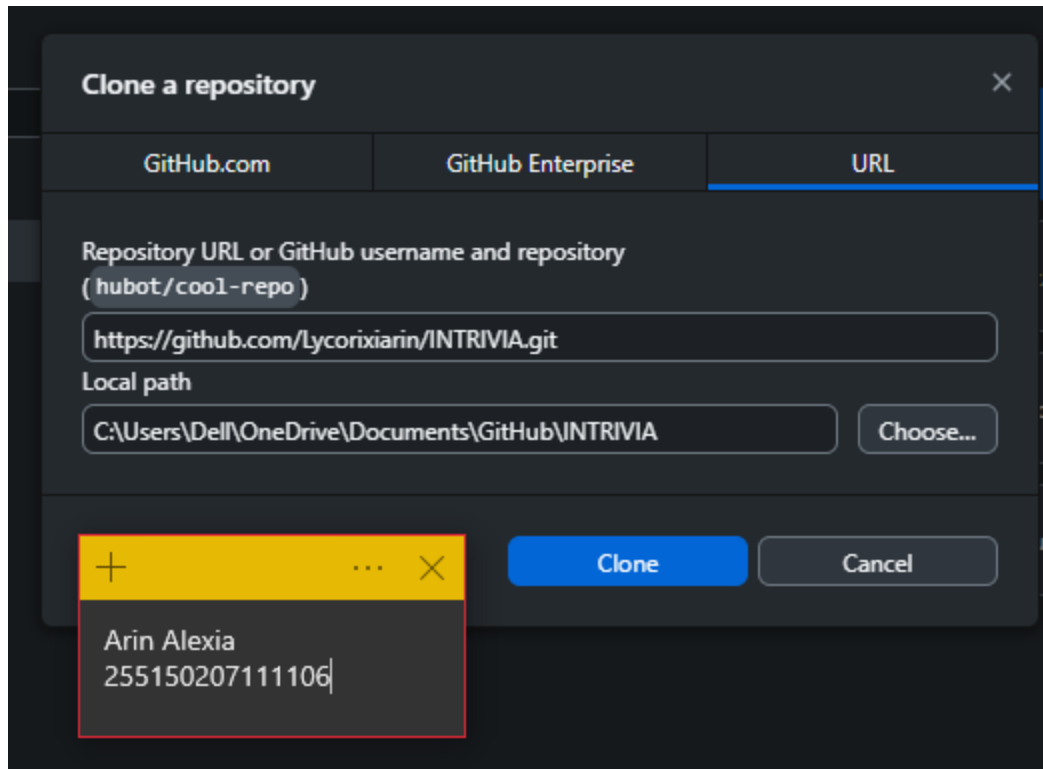 Clone a repository
GitHub.com GitHub Enterprise URL
Repository URL or GitHub username and repository
(hubot/cool-repo)
https://github.com/Lycorixiarin/INTRIVIA.git
Local path
C:\Users\Dell\OneDrive\Documents\GitHub\INTRIVIA Choose...
Clone Cancel
Arin Alexia
255150207111106